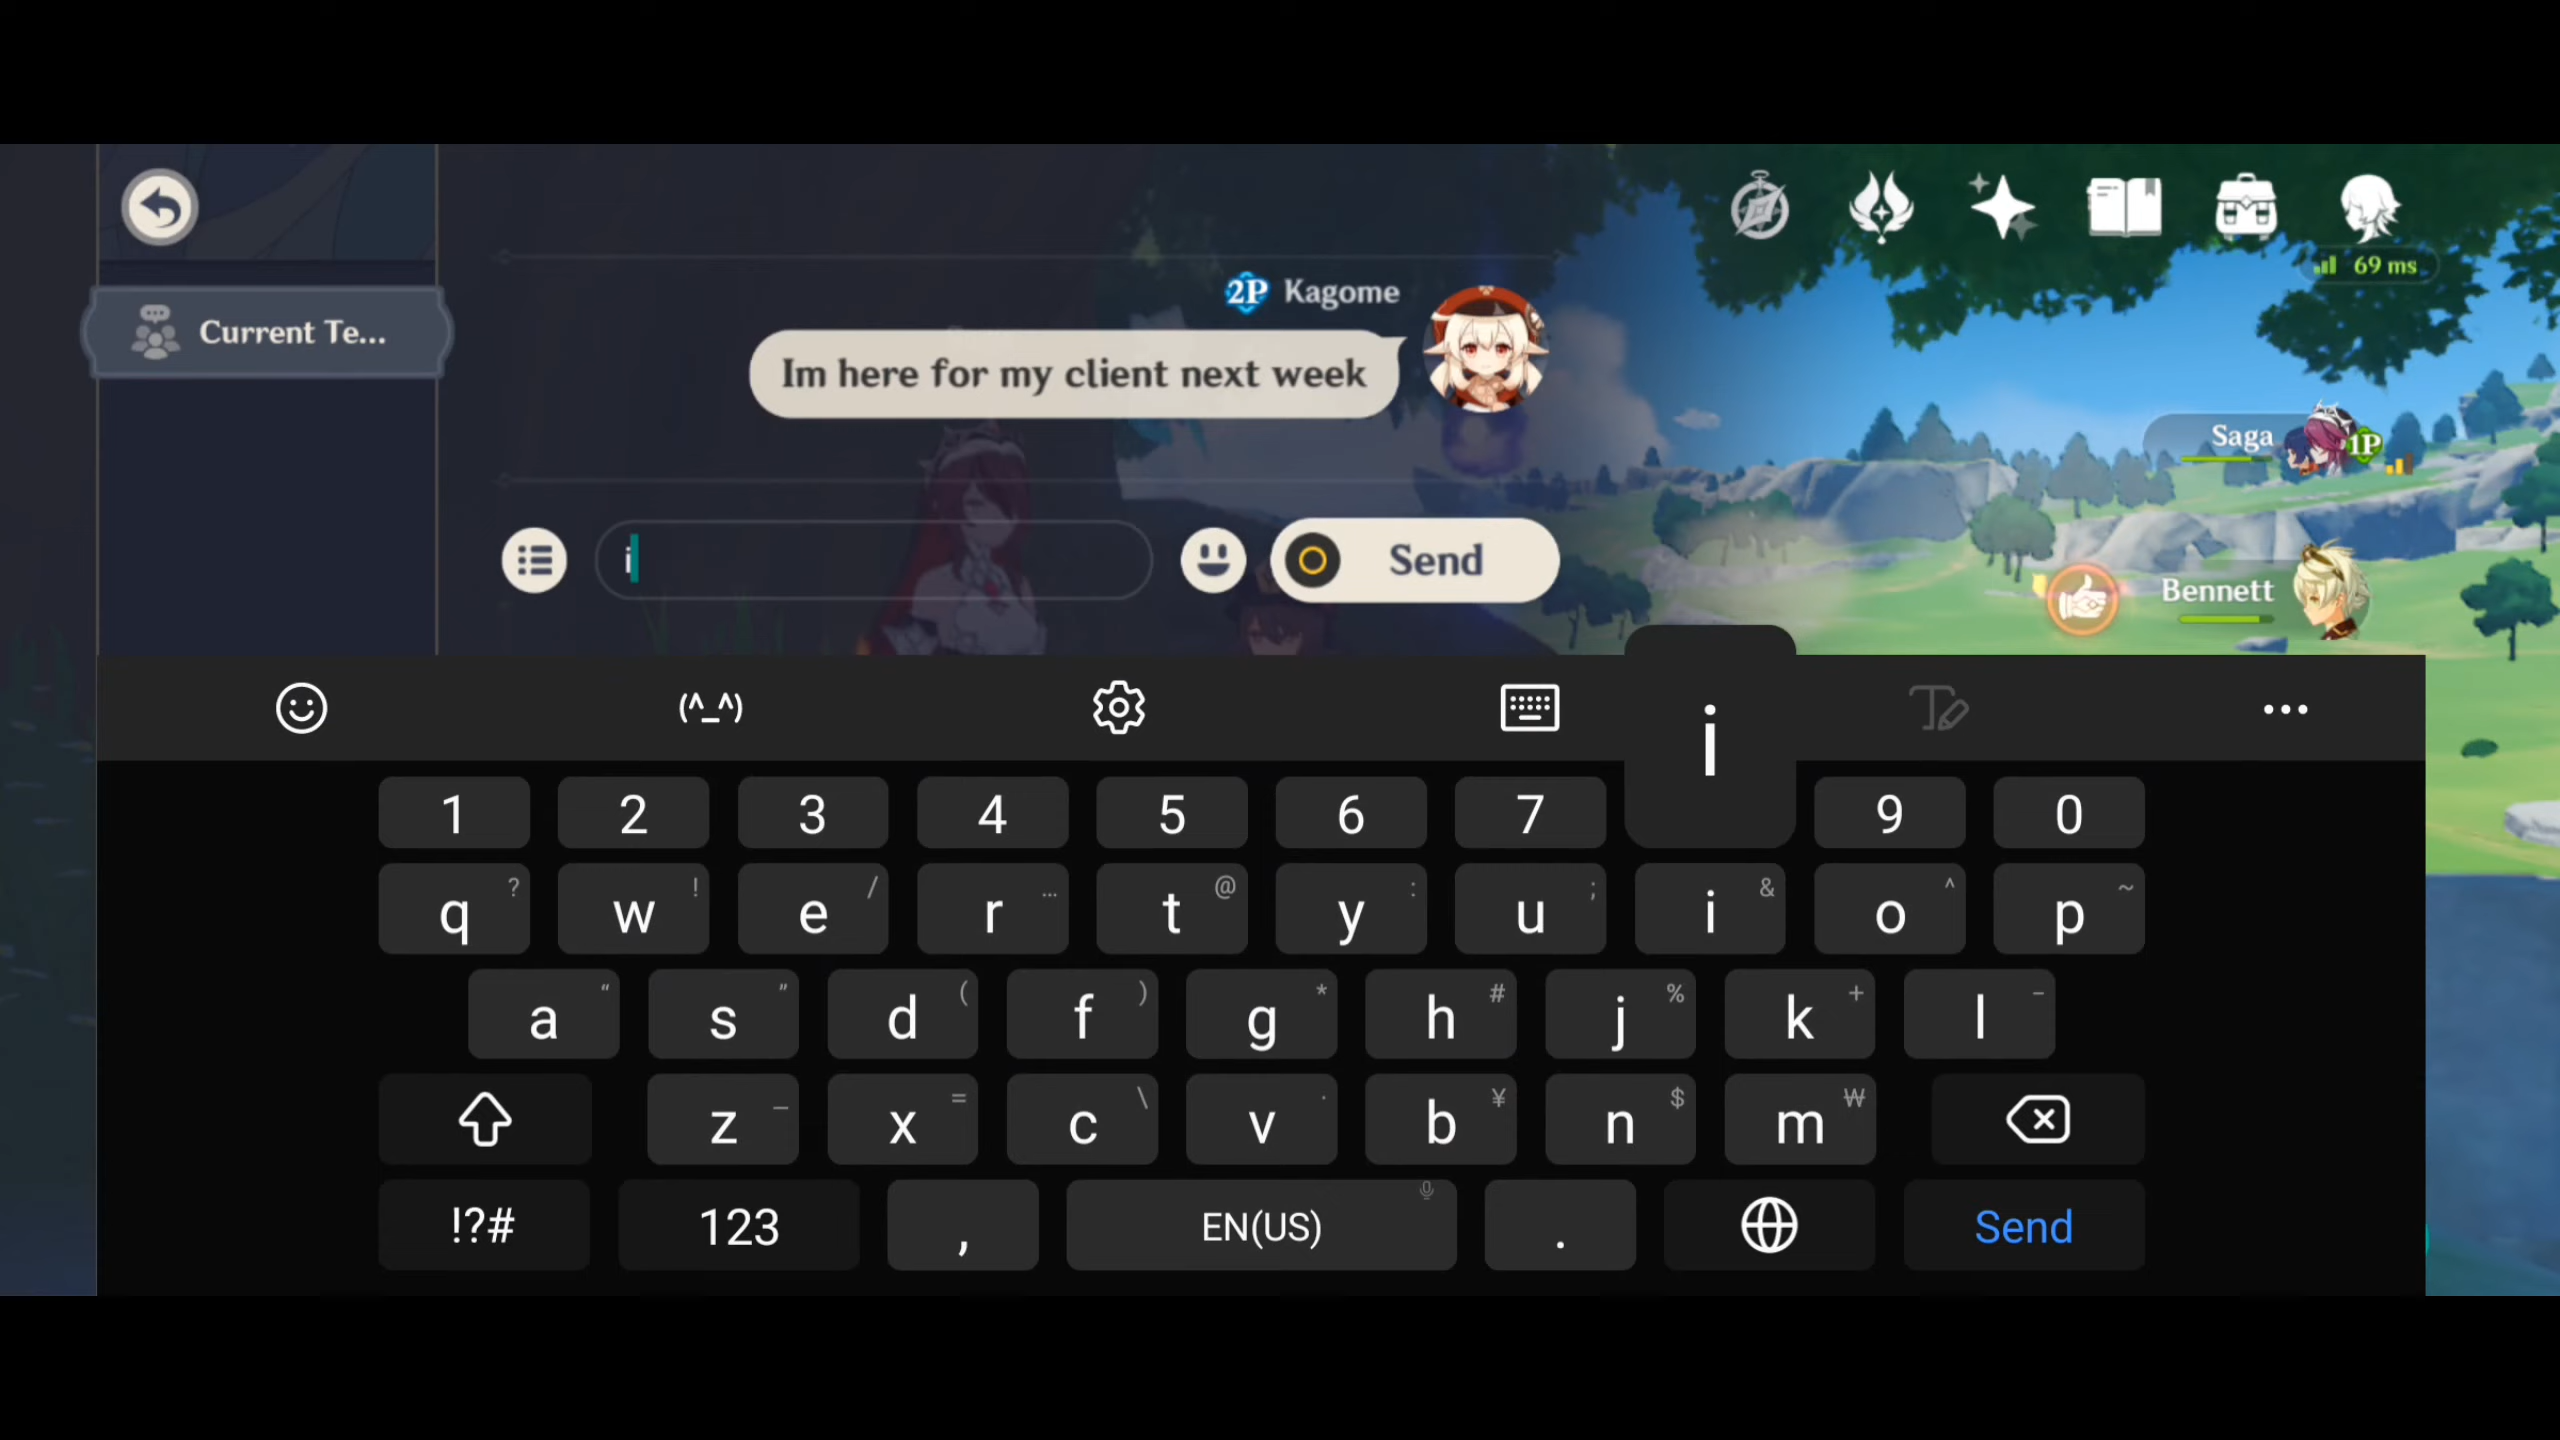 69 ms
Current Te...
2P Kagome
Im here for my client next week
Saga 1P
i
Send
Bennett
(^_^)
i
1 2 3 4 5 6 7 9 0
q ? w ! e / r ... t @ y : u ; i & o ^ p ~
a “ s ” d ( f ) g * h # j % k + l -
z _ x = c \ v · b ¥ n $ m ₩
!?# 123 , EN(US) . Send